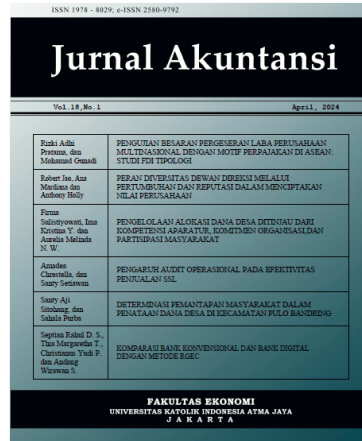 ISSN 1978 - 8029; e-ISSN 2580-9792
Jurnal Akuntansi
Vol.18,No.1 April, 2024
Rizki Adhi
Pratama, dan
Mohamad Gunadi
PENGUJIAN BESARAN PERGESERAN LABA PERUSAHAAN
MULTINASIONAL DENGAN MOTIF PERPAJAKAN DI ASEAN:
STUDI FDI TIPOLOGI
Robert Jao, Ana
Mardiana dan
Anthony Holly
PERAN DIVERSITAS DEWAN DIREKSI MELALUI
PERTUMBUHAN DAN REPUTASI DALAM MENCIPTAKAN
NILAI PERUSAHAAN
Firma
Sulistiyowati, Ima
Kristina Y. dan
Aurelia Melinda
N. W.
PENGELOLAAN ALOKASI DANA DESA DITINJAU DARI
KOMPETENSI APARATUR, KOMITMEN ORGANISASI,DAN
PARTISIPASI MASYARAKAT
Amadea
Chrestella, dan
Santy Setiawan
PENGARUH AUDIT OPERASIONAL PADA EFEKTIVITAS
PENJUALAN SSL
Santy Aji
Sitohang, dan
Sahala Purba
DETERMINASI PEMANTAPAN MASYARAKAT DALAM
PENATAAN DANA DESA DI KECAMATAN PULO BANDRING
Septian Rahul D. S.,
Thia Margaretha T.,
Christianus Yudi P.
dan Andang
Wirawan S.
KOMPARASI BANK KONVENSIONAL DAN BANK DIGITAL
DENGAN METODE RGEC
FAKULTAS EKONOMI
UNIVERSITAS KATOLIK INDONESIA ATMA JAYA
J A K A R T A